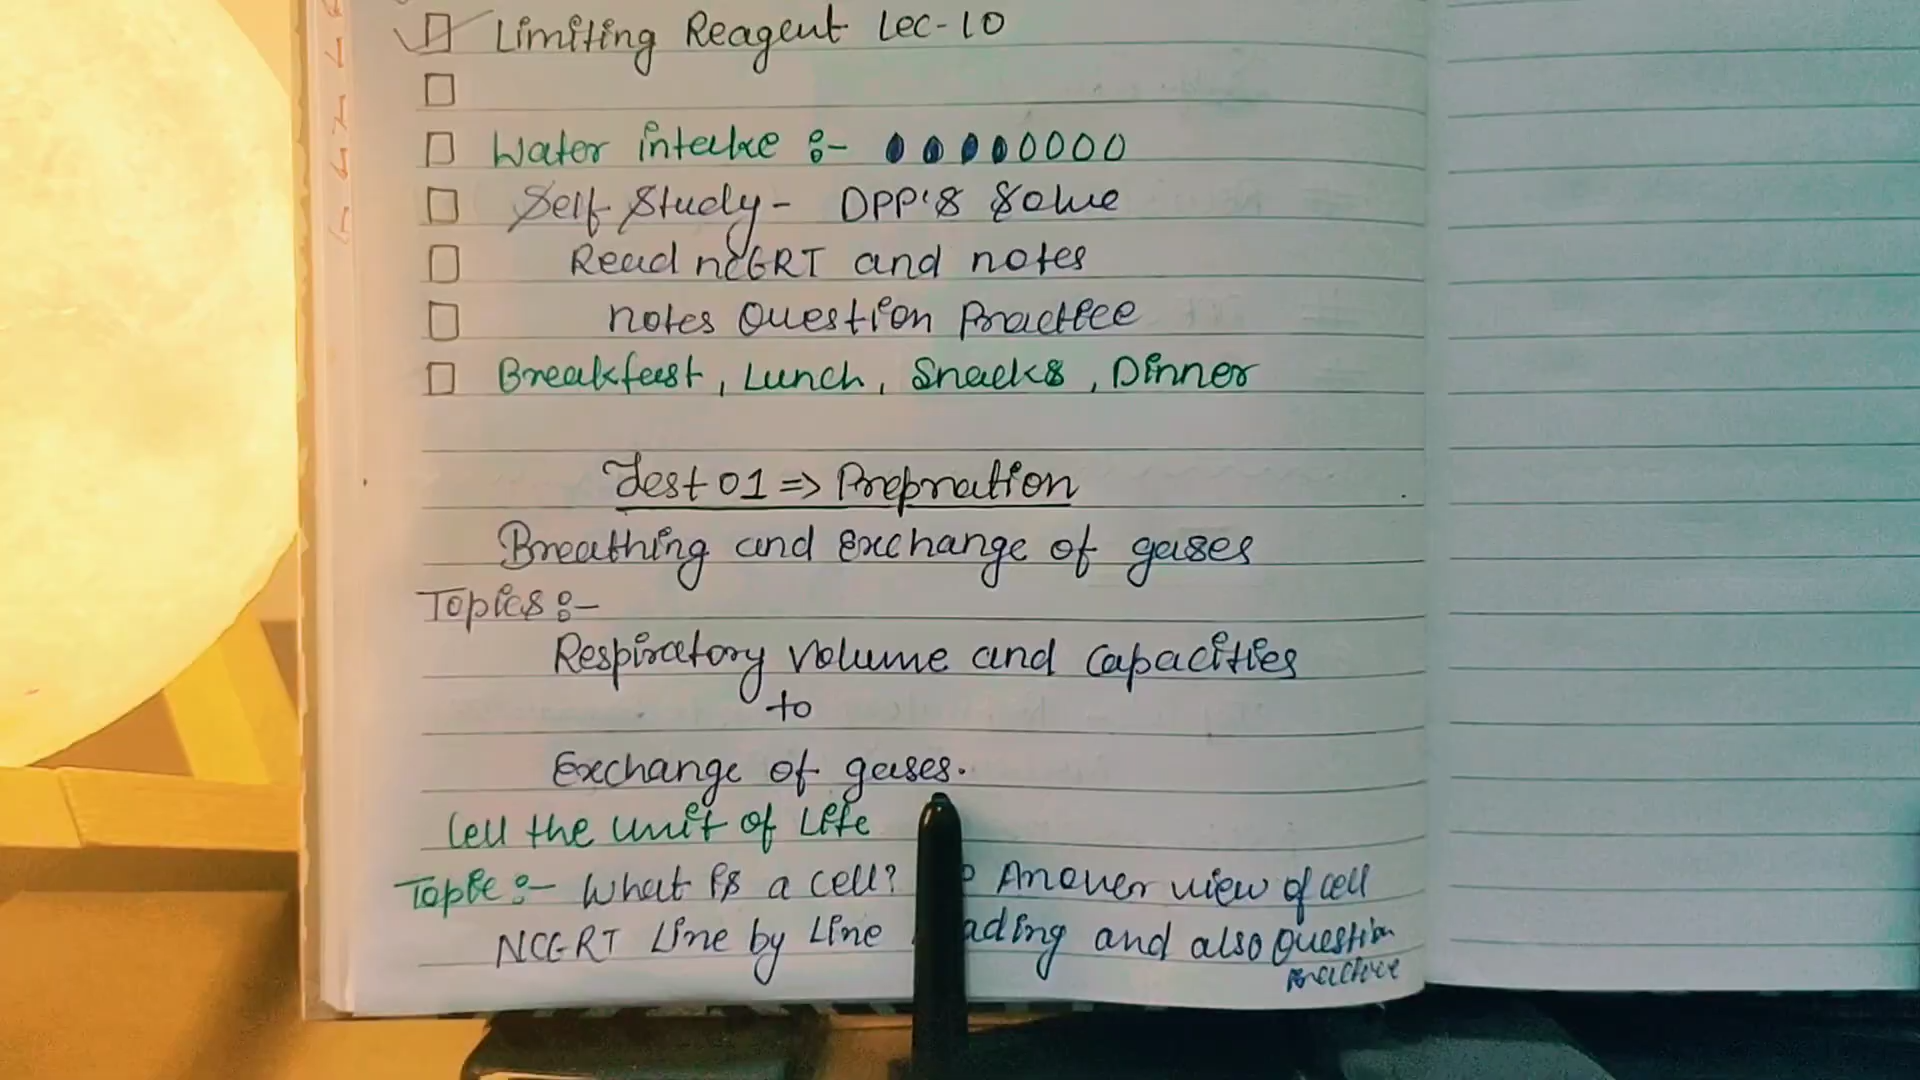 Limiting Reagent Lec-10
Water intake :- 0000
Self Study - DPP's Solve
Read NCERT and notes
notes Question Practice
Breakfast, Lunch, Snacks, Dinner
Test 01 => Prepration
Breathing and Exchange of gases
Topics :-
Respiratory Volume and Capacities
to
Exchange of gases.
Cell the unit of Life
Topic :- What is a cell? An over view of cell
NCERT Line by Line and also Question
Practice